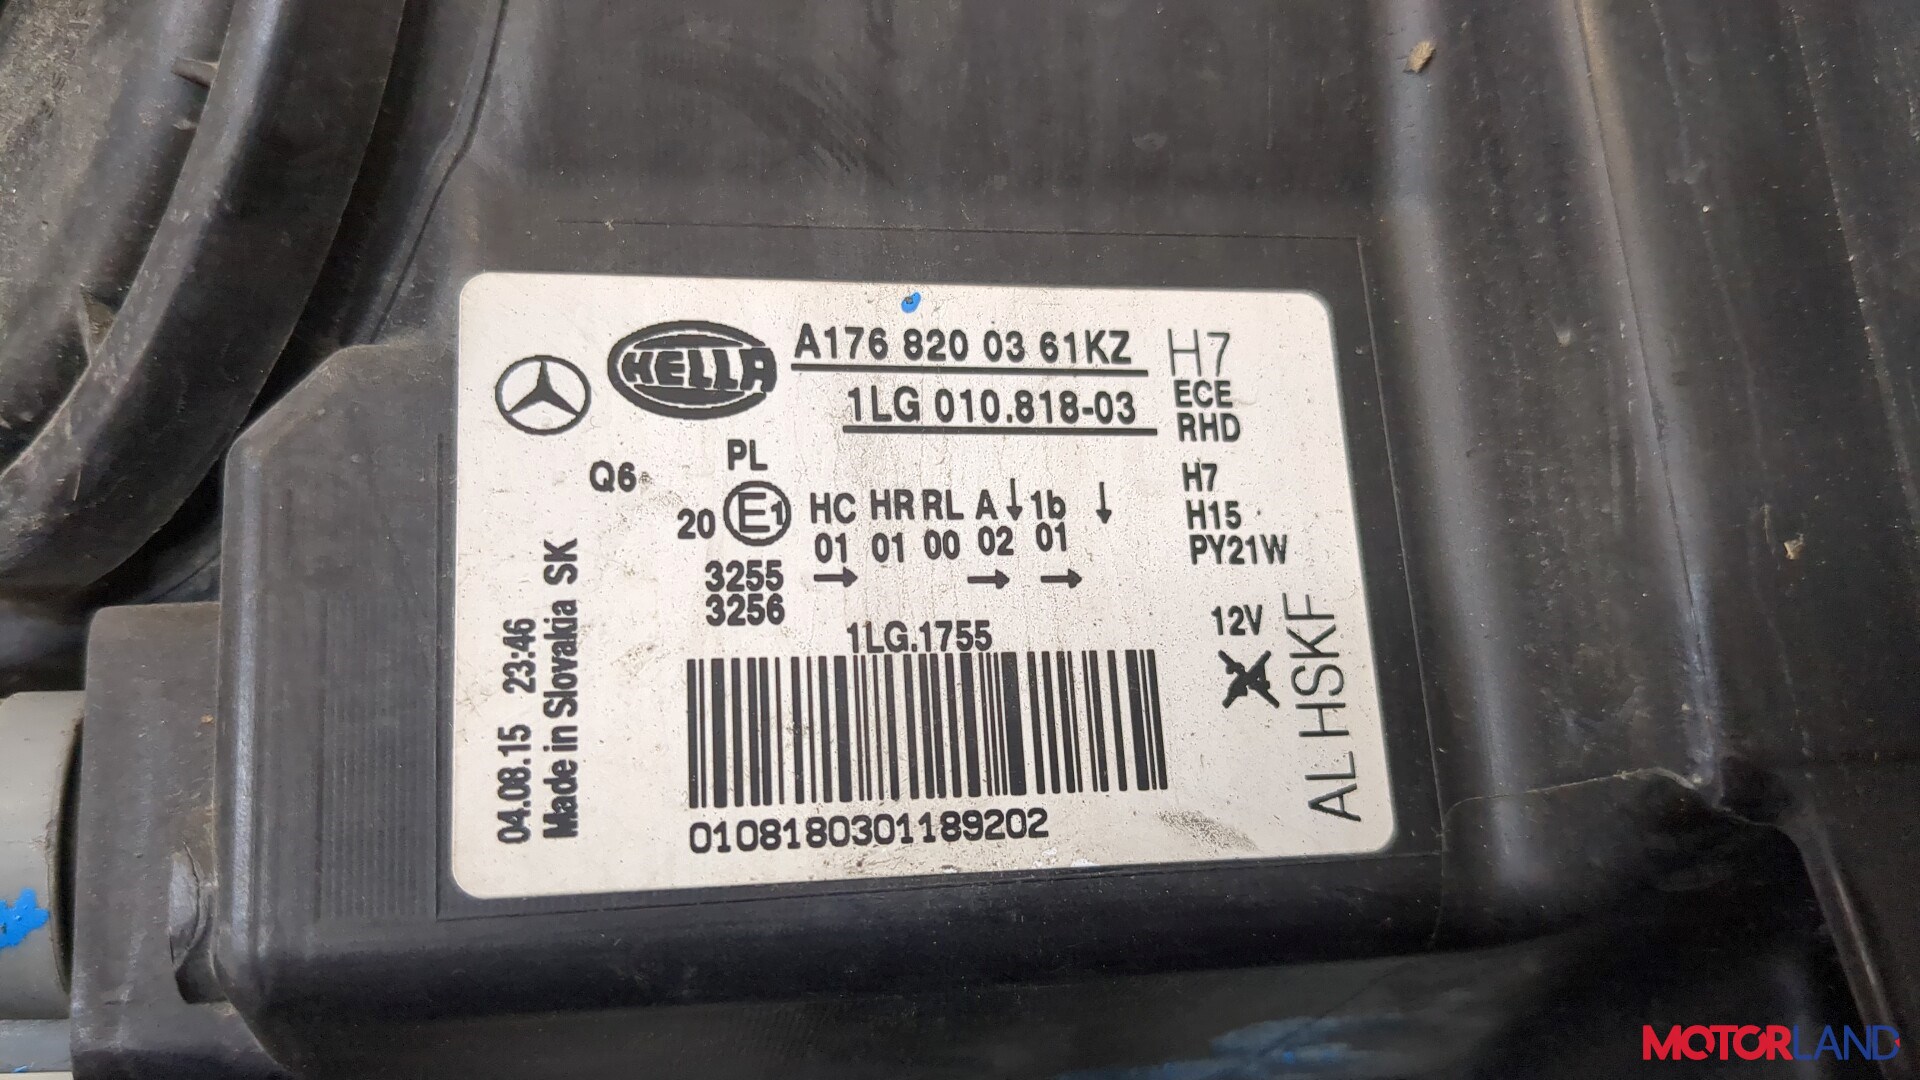 HELLA
A176 820 03 61KZ
1LG 010.818-03
H7
ECE
RHD
PL
Q6
20 E1 HC HR RL A ↓ 1b ↓
01 01 00 02 01
3255 → → →
3256
1LG.1755
H7
H15
PY21W
12V
AL HSKF
04.08.15 23:46
Made in Slovakia SK
01081803011892​02
MOTORLAND